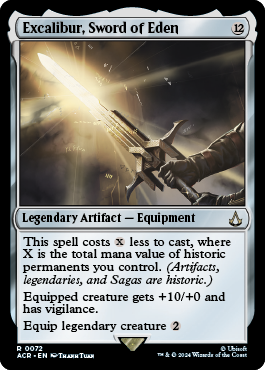 Excalibur, Sword of Eden 12
Legendary Artifact — Equipment
This spell costs X less to cast, where
X is the total mana value of historic
permanents you control. (Artifacts,
legendaries, and Sagas are historic.)
Equipped creature gets +10/+0 and
has vigilance.
Equip legendary creature 2
R 0072
ACR • EN Thanh Tuan
© Ubisoft
™ & © 2024 Wizards of the Coast